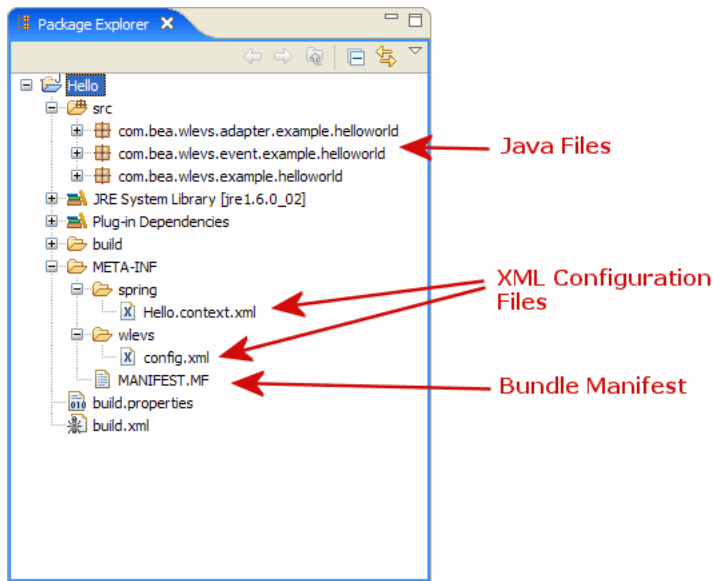 Package Explorer
Hello
src
com.bea.wlevs.adapter.example.helloworld
com.bea.wlevs.event.example.helloworld
com.bea.wlevs.example.helloworld
Java Files
JRE System Library [jre1.6.0_02]
Plug-in Dependencies
build
META-INF
spring
Hello.context.xml
XML Configuration
Files
wlevs
config.xml
MANIFEST.MF
Bundle Manifest
build.properties
build.xml